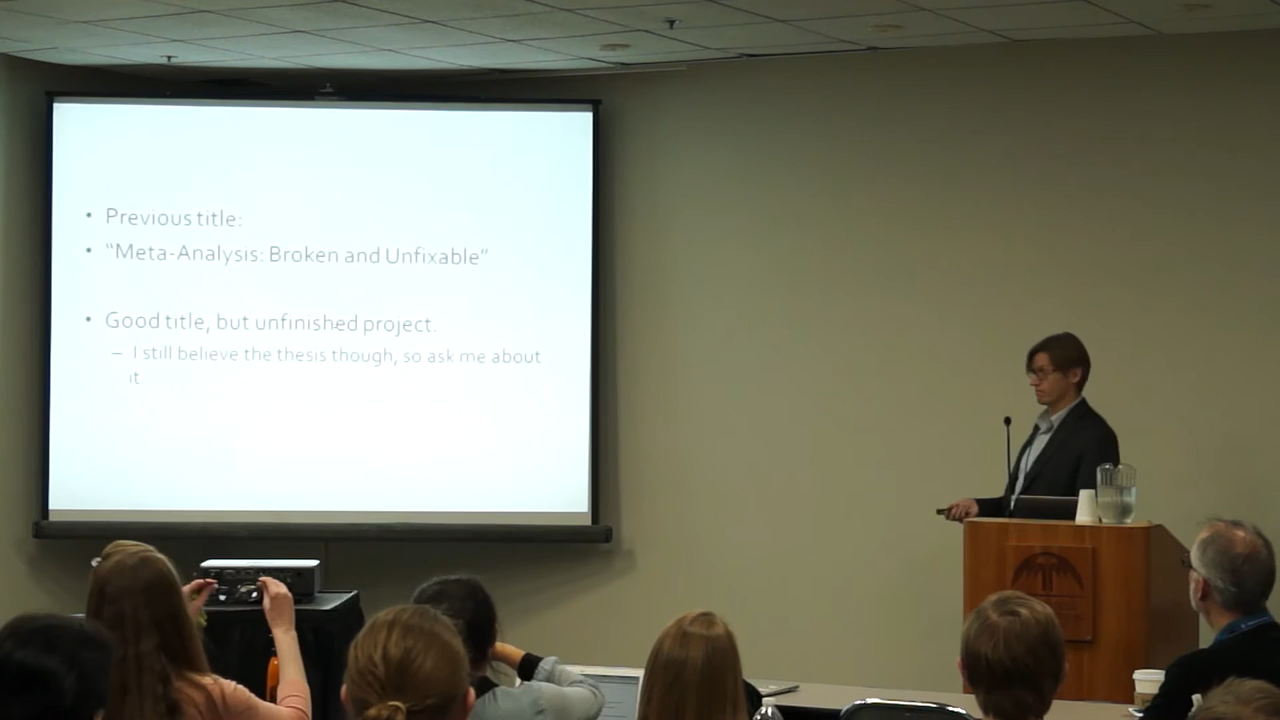 • Previous title:
• “Meta-Analysis: Broken and Unfixable”
• Good title, but unfinished project.
– I still believe the thesis though, so ask me about
it